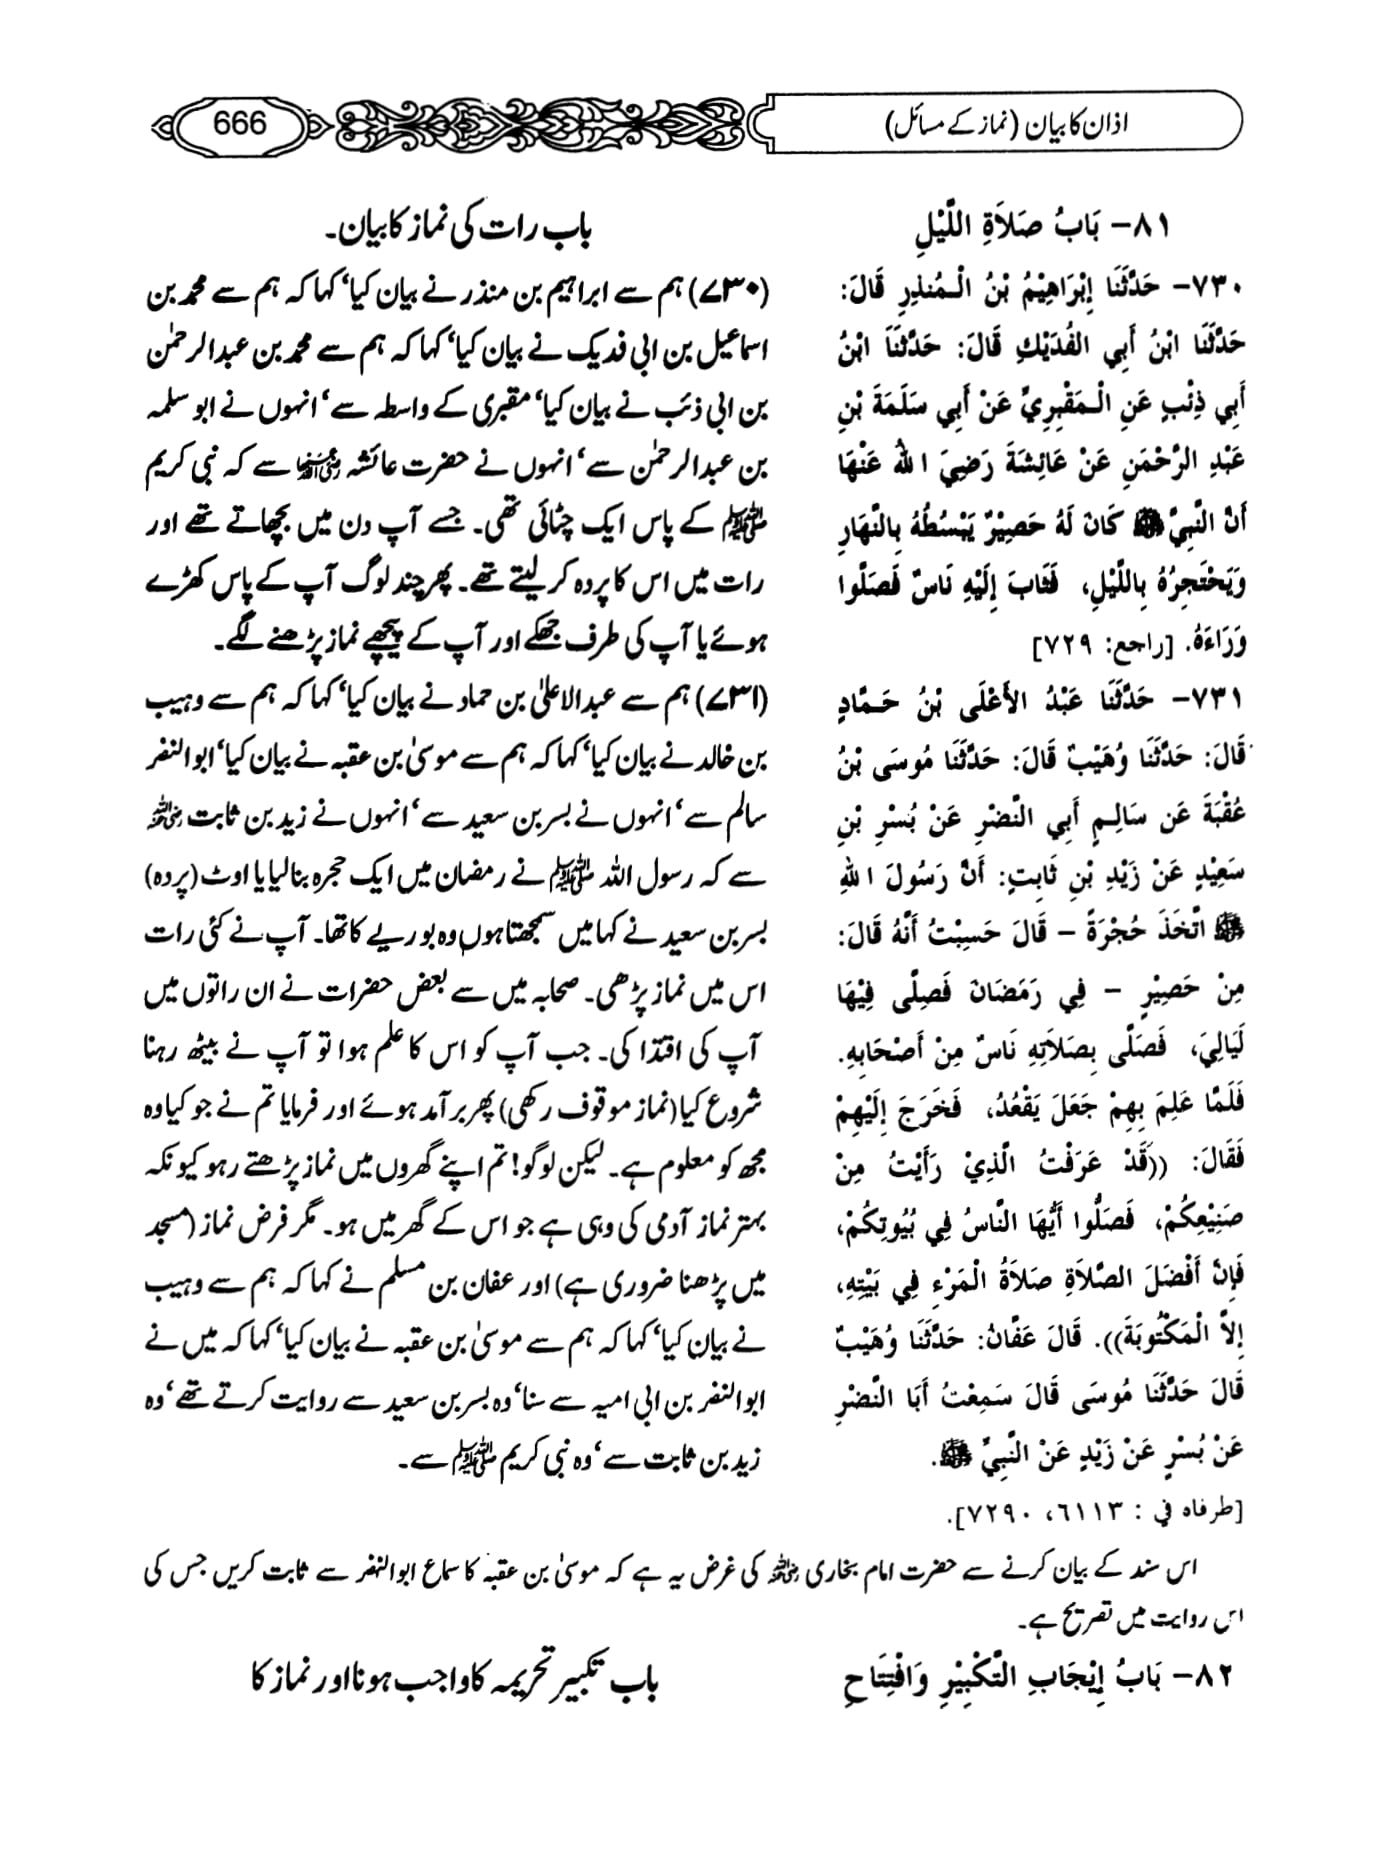 اذان کا بیان (نماز کے مسائل)
666
٨١– بَابُ صَلاَةِ اللَّيْلِ
٧٣٠– حَدَّثَنَا إِبْرَاهِيْمُ بْنُ الْـمُنذِرِ قَالَ:
حَدَّثَنَا ابْنُ أَبِي الفُدَيْكِ قَالَ: حَدَّثَنَا ابْنُ
أَبِي ذِئْبٍ عَنِ الْـمَقْبِرِيِّ عَنْ أَبِي سَلَمَةَ بْنِ
عَبْدِ الرَّحْمَنِ عَنْ عَائِشَةَ رَضِيَ اللهُ عَنْهَا
أَنَّ النَّبِيَّ ﷺ كَانَ لَهُ حَصِيْرٌ يَبْسُطُهُ بِالنَّهَارِ
وَيَحْتَجِرُهُ بِاللَّيْلِ، فَثَابَ إِلَيْهِ نَاسٌ فَصَلَّوا
وَرَاءَهُ. [راجع: ٧٢٩]
٧٣١– حَدَّثَنَا عَبْدُ الأَعْلَى بْنُ حَـمَّادٍ
قَالَ: حَدَّثَنَا وُهَيْبٌ قَالَ: حَدَّثَنَا مُوسَى بْنُ
عُقْبَةَ عَن سَالِـمٍ أَبِي النَّضْرِ عَنْ بُسْرِ بْنِ
سَعِيْدٍ عَنْ زَيْدِ بْنِ ثَابِتٍ: أَنَّ رَسُولَ اللهِ
ﷺ اتَّخَذَ حُجْرَةً – قَالَ حَسِبْتُ أَنَّهُ قَالَ:
مِنْ حَصِيْرٍ – فِي رَمَضَانَ فَصَلَّى فِيْهَا
لَيَالِيَ، فَصَلَّى بِصَلاَتِهِ نَاسٌ مِنْ أَصْحَابِهِ.
فَلَمَّا عَلِمَ بِهِمْ جَعَلَ يَقْعُدُ، فَخَرَجَ إِلَيْهِمْ
فَقَالَ: ((قَدْ عَرَفْتُ الَّذِيْ رَأَيْتُ مِنْ
صَنِيْعِكُمْ، فَصَلُّوا أَيُّهَا النَّاسُ فِي بُيُوتِكُمْ،
فَإِنَّ أَفْضَلَ الصَّلاَةِ صَلاَةُ الْمَرْءِ فِي بَيْتِهِ،
إِلاَّ الْمَكْتُوبَةَ)). قَالَ عَفَّانُ: حَدَّثَنَا وُهَيْبٌ
قَالَ حَدَّثَنَا مُوسَى قَالَ سَمِعْتُ أَبَا النَّضْرِ
عَنْ بُسْرٍ عَنْ زَيْدٍ عَنْ النَّبِيِّ ﷺ.
[طرفاه في : ٦١١٣، ٧٢٩٠].
باب رات کی نماز کا بیان۔
(۷۳۰) ہم سے ابراہیم بن منذر نے بیان کیا‘ کہا کہ ہم سے محمد بن
اسماعیل بن ابی فدیک نے بیان کیا‘ کہا کہ ہم سے محمد بن عبدالرحمٰن
بن ابی ذئب نے بیان کیا‘ مقبری کے واسطہ سے‘ انہوں نے ابو سلمہ
بن عبدالرحمٰن سے‘ انہوں نے حضرت عائشہ رضی اللہ عنہا سے کہ نبی کریم
ﷺ کے پاس ایک چٹائی تھی۔ جسے آپ دن میں بچھاتے تھے اور
رات میں اس کا پردہ کر لیتے تھے۔ پھر چند لوگ آپ کے پاس کھڑے
ہوئے یا آپ کی طرف جھکے اور آپ کے پیچھے نماز پڑھنے لگے۔
(۷۳۱) ہم سے عبدالاعلیٰ بن حماد نے بیان کیا‘ کہا کہ ہم سے وہیب
بن خالد نے بیان کیا‘ کہا کہ ہم سے موسیٰ بن عقبہ نے بیان کیا‘ ابوالنضر
سالم سے‘ انہوں نے بسر بن سعید سے‘ انہوں نے زید بن ثابت رضی اللہ عنہ
سے کہ رسول اللہ ﷺ نے رمضان میں ایک حجرہ بنا لیا یا اوٹ (پردہ)
بسر بن سعید نے کہا میں سمجھتا ہوں وہ بوریے کا تھا۔ آپ نے کئی رات
اس میں نماز پڑھی۔ صحابہ میں سے بعض حضرات نے ان راتوں میں
آپ کی اقتدا کی۔ جب آپ کو اس کا علم ہوا تو آپ نے بیٹھ رہنا
شروع کیا (نماز موقوف رکھی) پھر برآمد ہوئے اور فرمایا تم نے جو کیا وہ
مجھ کو معلوم ہے۔ لیکن لوگو! تم اپنے گھروں میں نماز پڑھتے رہو کیونکہ
بہتر نماز آدمی کی وہی ہے جو اس کے گھر میں ہو۔ مگر فرض نماز (مسجد
میں پڑھنا ضروری ہے) اور عفان بن مسلم نے کہا کہ ہم سے وہیب
نے بیان کیا‘ کہا کہ ہم سے موسیٰ بن عقبہ نے بیان کیا‘ کہا کہ میں نے
ابوالنضر بن ابی امیہ سے سنا‘ وہ بسر بن سعید سے روایت کرتے تھے‘ وہ
زید بن ثابت سے‘ وہ نبی کریم ﷺ سے۔
اس سند کے بیان کرنے سے حضرت امام بخاری رضی اللہ عنہ کی غرض یہ ہے کہ موسیٰ بن عقبہ کا سماع ابوالنضر سے ثابت کریں جس کی
اس روایت میں تصریح ہے۔
٨٢– بَابُ إِيْجَابِ التَّكْبِيْرِ وَافْتِتَاحِ
باب تکبیر تحریمہ کا واجب ہونا اور نماز کا